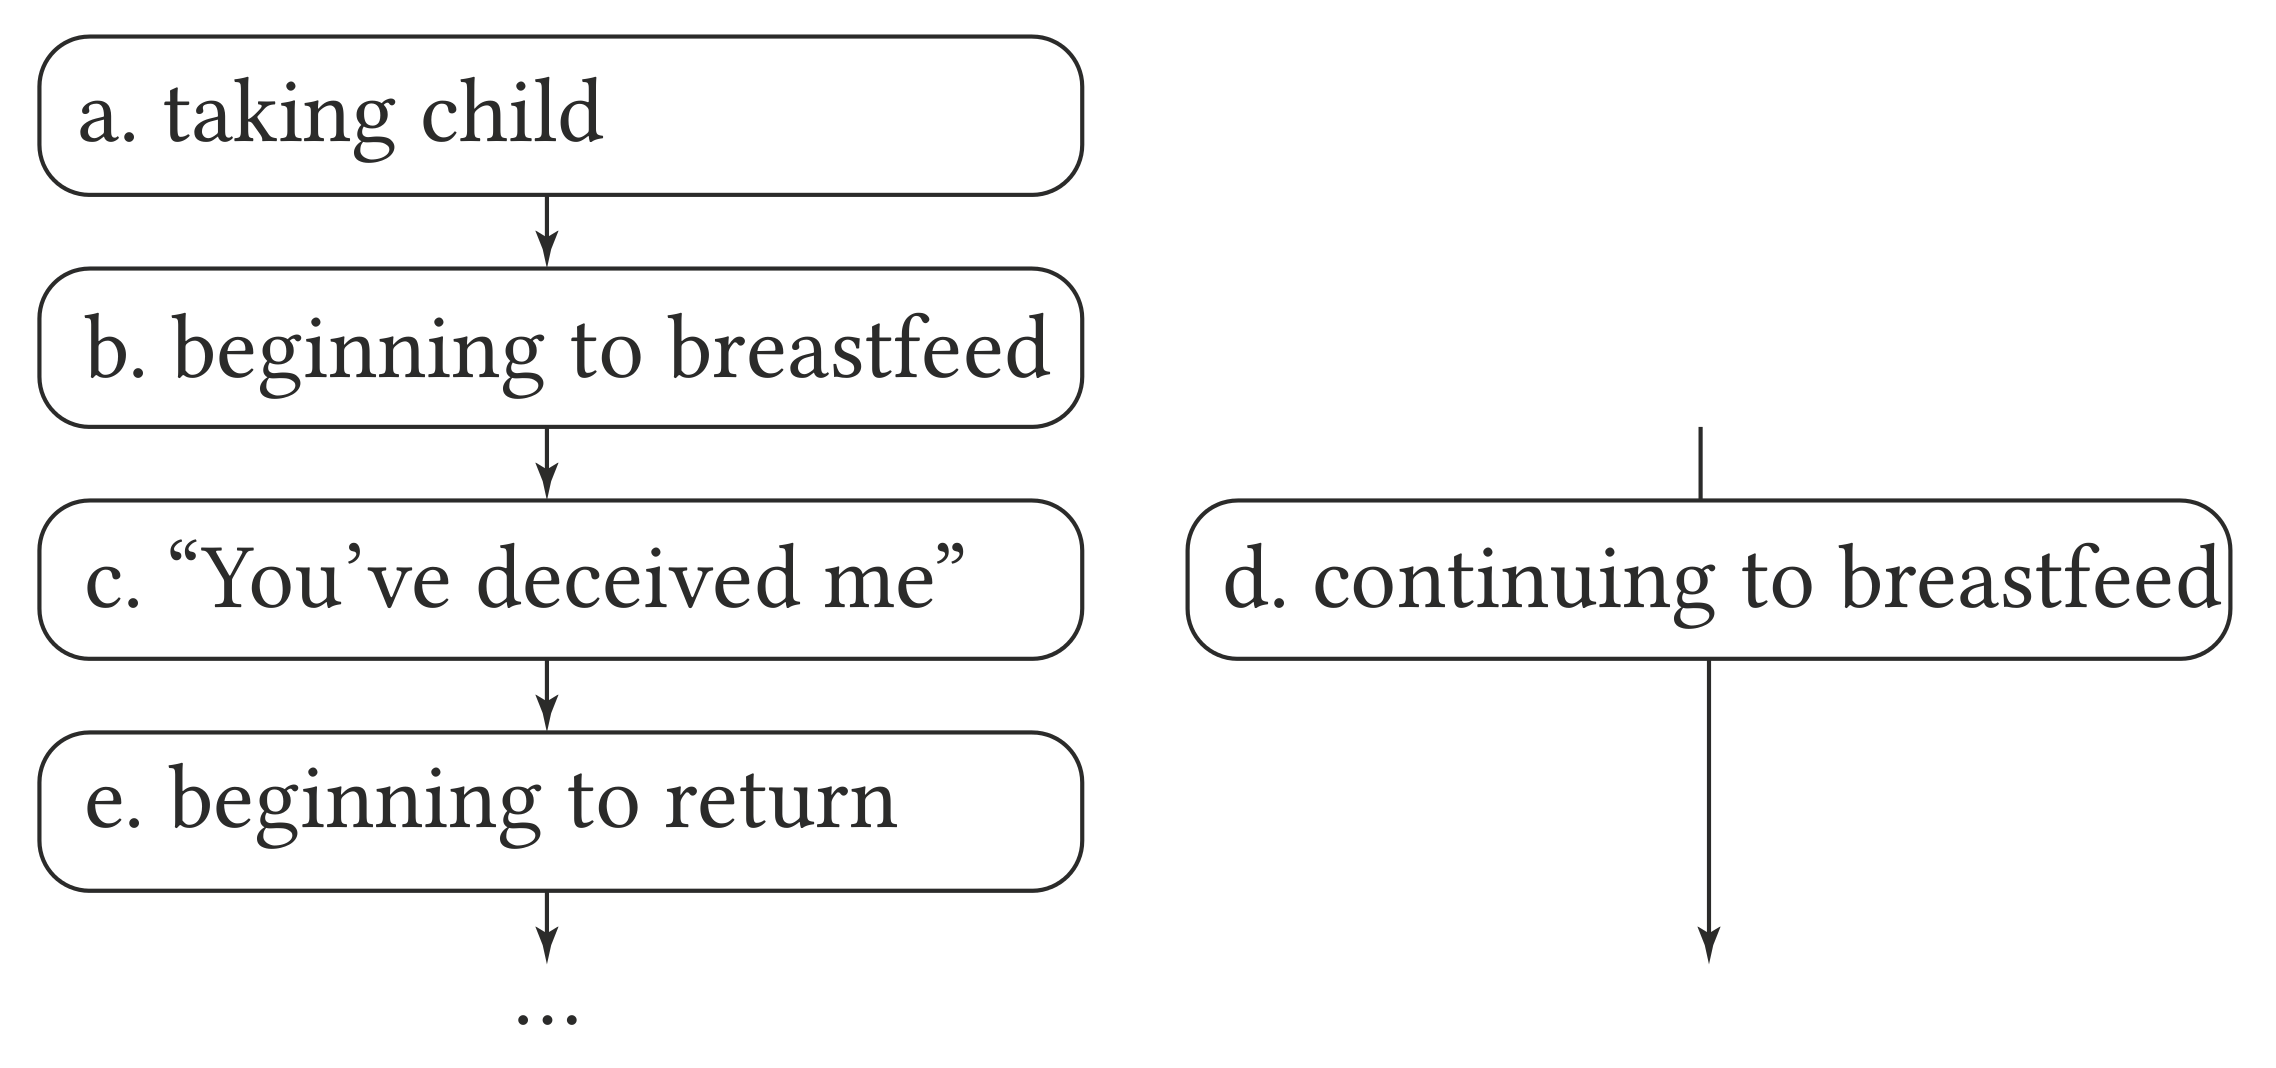 a. taking child
b. beginning to breastfeed
c. “You’ve deceived me”
d. continuing to breastfeed
e. beginning to return
...